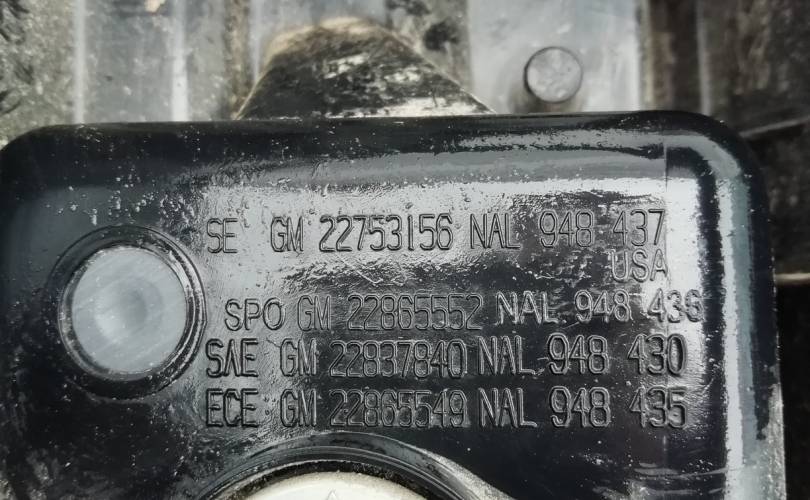 SE GM 22753156 NAL 948 437
USA
SPO GM 22865552 NAL 948 436
SAE GM 22837840 NAL 948 430
ECE GM 22865549 NAL 948 435